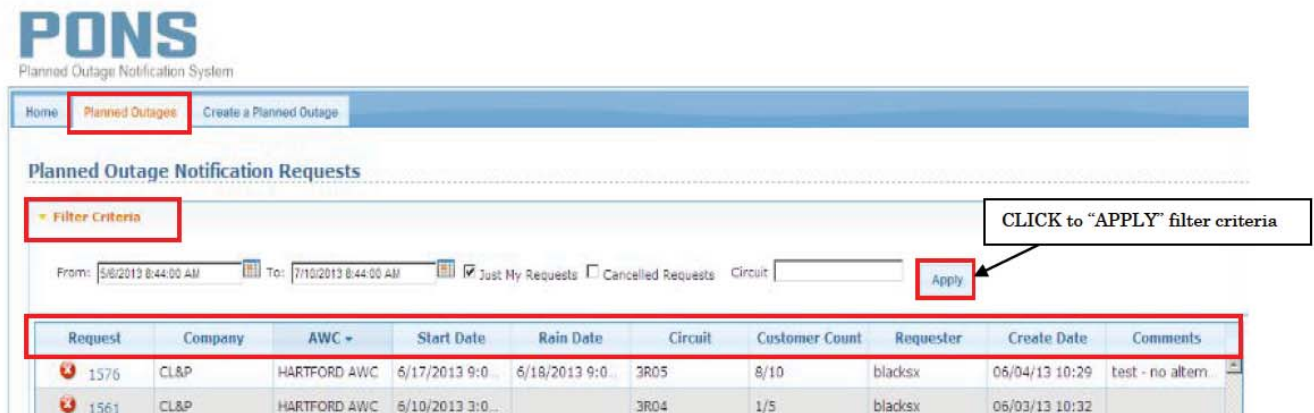 PONS
Planned Outage Notification System
Home Planned Outages Create a Planned Outage
Planned Outage Notification Requests
Filter Criteria
CLICK to "APPLY" filter criteria
From: 5/6/2013 8:44:00 AM To: 7/10/2013 8:44:00 AM Just My Requests Cancelled Requests Circuit Apply
Request Company AWC Start Date Rain Date Circuit Customer Count Requester Create Date Comments
1576 CL&P HARTFORD AWC 6/17/2013 9:0... 6/18/2013 9:0... 3R05 8/10 blacksx 06/04/13 10:29 test - no altern...
1561 CL&P HARTFORD AWC 6/10/2013 3:0... 3R04 1/5 blacksx 06/03/13 10:32